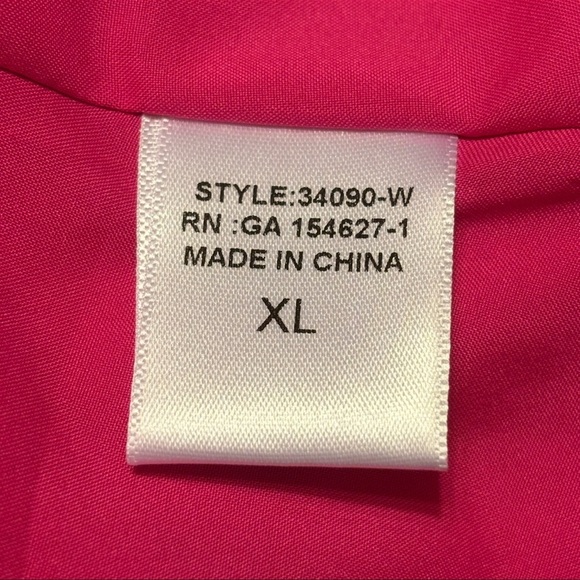 STYLE:34090-W
RN :GA 154627-1
MADE IN CHINA
XL